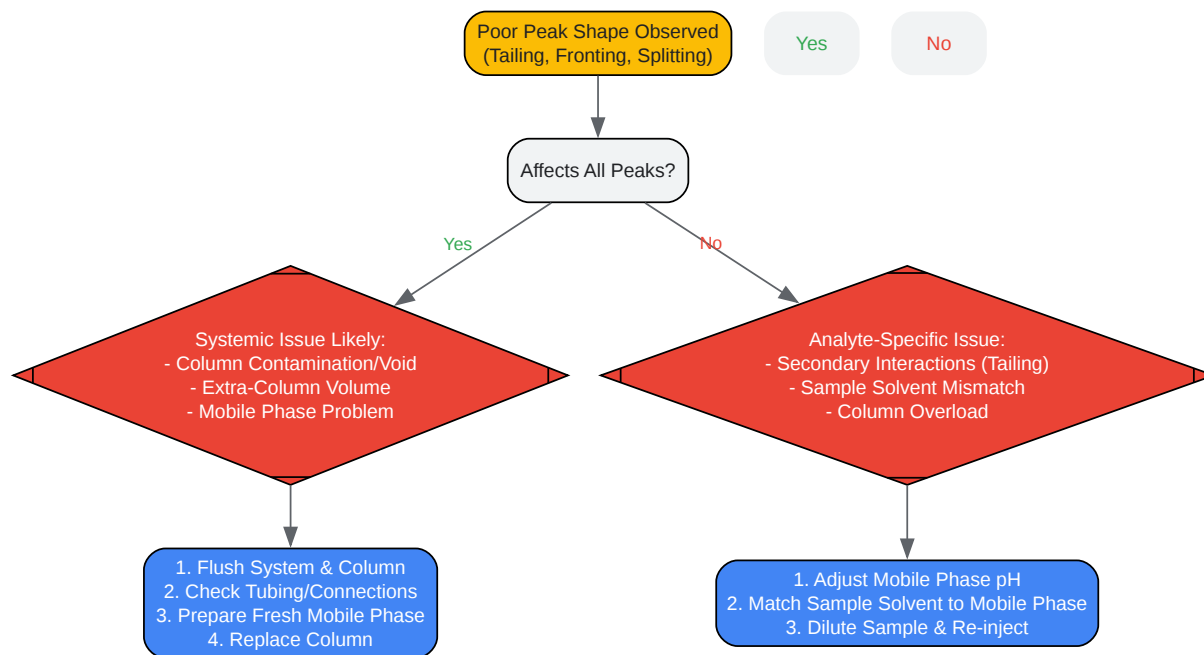 Poor Peak Shape Observed
(Tailing, Fronting, Splitting)
Yes
No
Affects All Peaks?
Yes
No
Systemic Issue Likely:
- Column Contamination/Void
- Extra-Column Volume
- Mobile Phase Problem
Analyte-Specific Issue:
- Secondary Interactions (Tailing)
- Sample Solvent Mismatch
- Column Overload
1. Flush System & Column
2. Check Tubing/Connections
3. Prepare Fresh Mobile Phase
4. Replace Column
1. Adjust Mobile Phase pH
2. Match Sample Solvent to Mobile Phase
3. Dilute Sample & Re-inject